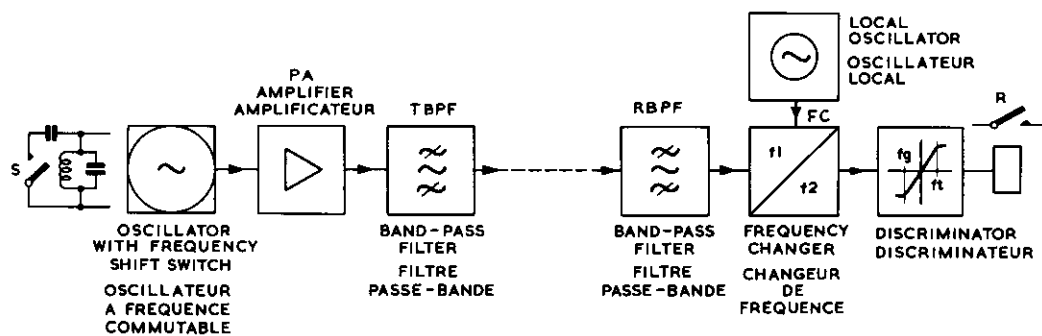 LOCAL
OSCILLATOR
OSCILLATEUR
LOCAL
PA
AMPLIFIER
AMPLIFICATEUR
TBPF
RBPF
FC
R
S
f1
f2
fg
ft
OSCILLATOR
WITH FREQUENCY
SHIFT SWITCH
OSCILLATEUR
A FREQUENCE
COMMUTABLE
BAND-PASS
FILTER
FILTRE
PASSE-BANDE
BAND-PASS
FILTER
FILTRE
PASSE-BANDE
FREQUENCY
CHANGER
CHANGEUR
DE
FREQUENCE
DISCRIMINATOR
DISCRIMINATEUR